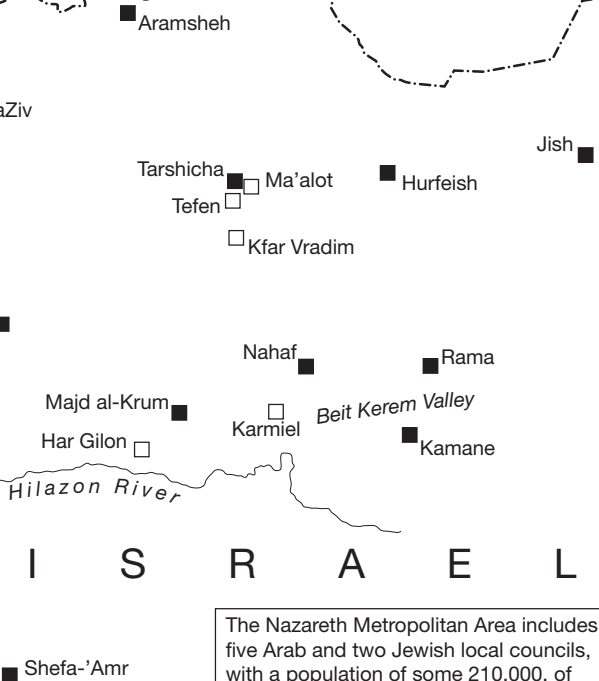 Aramsheh
aZiv
Jish
Tarshicha
Ma'alot
Hurfeish
Tefen
Kfar Vradim
Nahaf
Rama
Majd al-Krum
Beit Kerem Valley
Karmiel
Har Gilon
Kamane
Hilazon River
ISRAEL
The Nazareth Metropolitan Area includes
five Arab and two Jewish local councils,
with a population of some 210,000, of
Shefa-'Amr